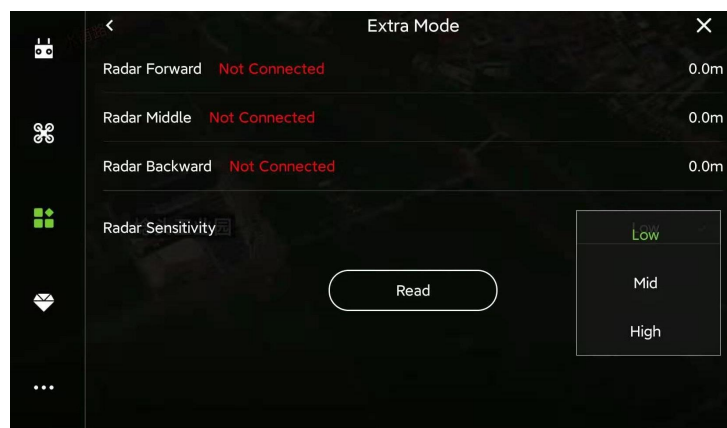 Extra Mode
Radar Forward Not Connected 0.0m
Radar Middle Not Connected 0.0m
Radar Backward Not Connected 0.0m
Radar Sensitivity
Low
Low
Read
Mid
High